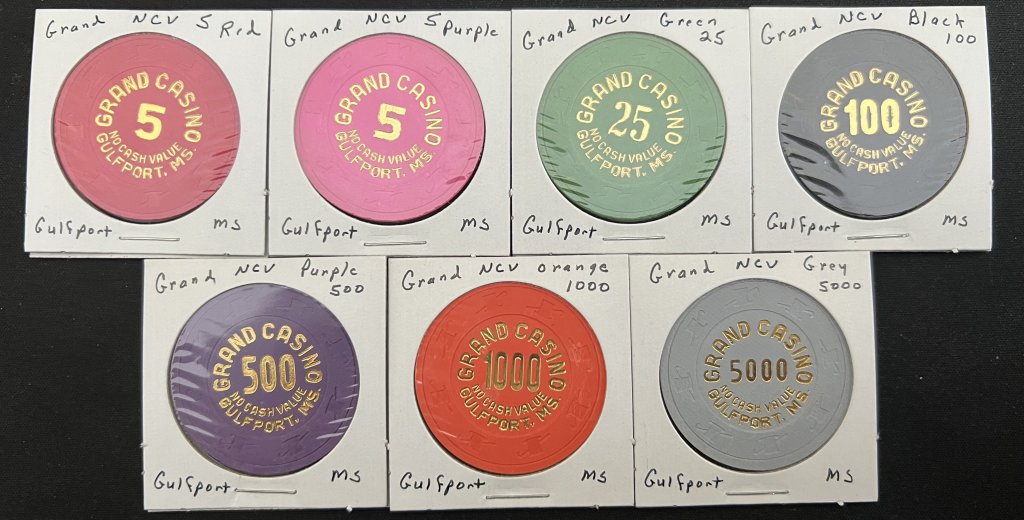 Grand NCV 5 Red
GRAND CASINO
5
NO CASH VALUE
GULFPORT, MS.
Gulfport MS
Grand NCV 5 Purple
GRAND CASINO
5
NO CASH VALUE
GULFPORT, MS.
Gulfport MS
Grand NCV Green
25
GRAND CASINO
25
NO CASH VALUE
GULFPORT, MS.
Gulfport MS
Grand NCV Black
100
GRAND CASINO
100
NO CASH VALUE
GULFPORT, MS.
Gulfport MS
Grand NCV Purple
500
GRAND CASINO
500
NO CASH VALUE
GULFPORT, MS.
Gulfport MS
Grand NCV orange
1000
GRAND CASINO
1000
NO CASH VALUE
GULFPORT, MS.
Gulfport MS
Grand NCV Grey
5000
GRAND CASINO
5000
NO CASH VALUE
GULFPORT, MS.
Gulfport MS